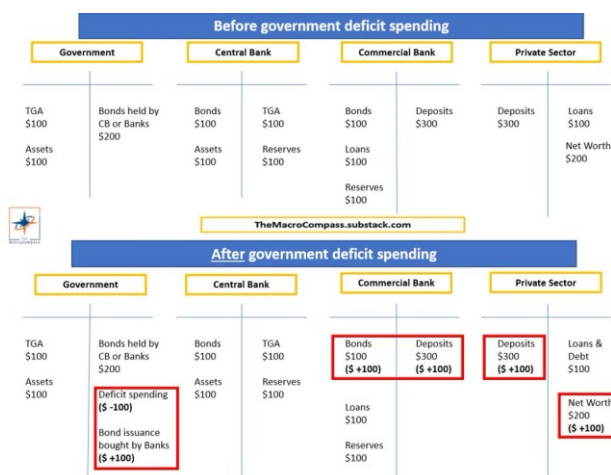 Before government deficit spending
Government
Central Bank
Commercial Bank
Private Sector
TGA
$100
Assets
$100
Bonds held by
CB or Banks
$200
Bonds
$100
Assets
$100
TGA
$100
Reserves
$100
Bonds
$100
Loans
$100
Reserves
$100
Deposits
$300
Deposits
$300
Loans
$100
Net Worth
$200
macrocompass
TheMacroCompass.substack.com
After government deficit spending
Government
Central Bank
Commercial Bank
Private Sector
TGA
$100
Assets
$100
Bonds held by
CB or Banks
$200
Deficit spending
($ -100)
Bond issuance
bought by Banks
($ +100)
Bonds
$100
Assets
$100
TGA
$100
Reserves
$100
Bonds
$100
($ +100)
Loans
$100
Reserves
$100
Deposits
$300
($ +100)
Deposits
$300
($ +100)
Loans &
Debt
$100
Net Worth
$200
($ +100)